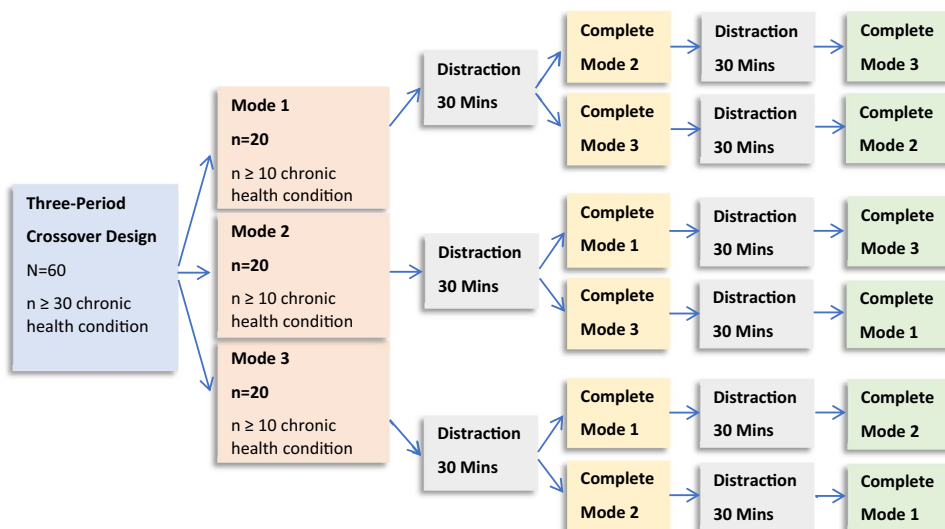 Three-Period
Crossover Design
N=60
n ≥ 30 chronic
health condition
Mode 1
n=20
n ≥ 10 chronic
health condition
Mode 2
n=20
n ≥ 10 chronic
health condition
Mode 3
n=20
n ≥ 10 chronic
health condition
Distraction
30 Mins
Distraction
30 Mins
Distraction
30 Mins
Complete
Mode 2
Distraction
30 Mins
Complete
Mode 3
Complete
Mode 3
Distraction
30 Mins
Complete
Mode 2
Complete
Mode 1
Distraction
30 Mins
Complete
Mode 3
Complete
Mode 3
Distraction
30 Mins
Complete
Mode 1
Complete
Mode 1
Distraction
30 Mins
Complete
Mode 2
Complete
Mode 2
Distraction
30 Mins
Complete
Mode 1